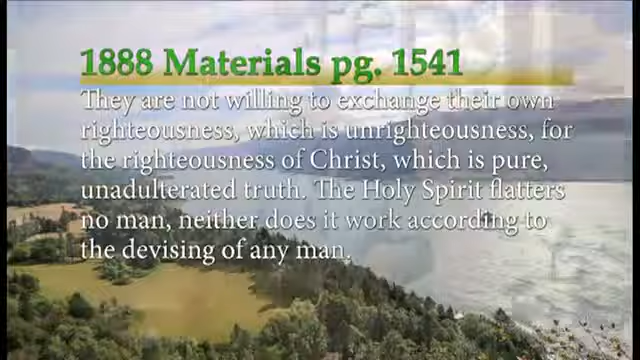 1888 Materials pg. 1541
They are not willing to exchange their own
righteousness, which is unrighteousness, for
the righteousness of Christ, which is pure,
unadulterated truth. The Holy Spirit flatters
no man, neither does it work according to
the devising of any man.